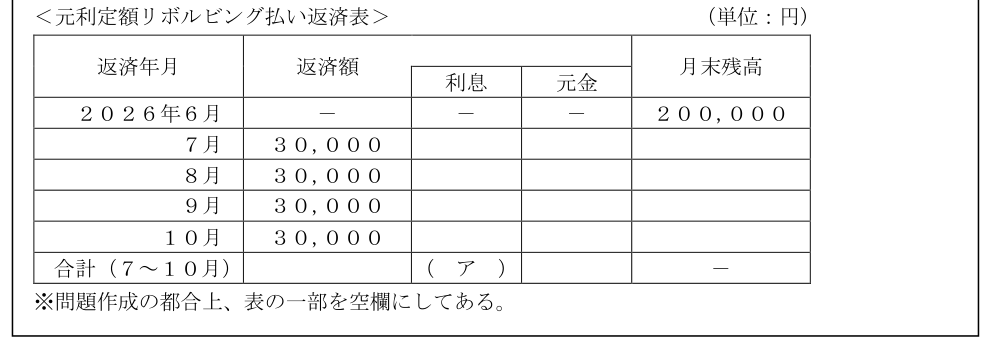 ＜元利定額リボルビング払い返済表＞ （単位：円）
返済年月 返済額 利息 元金 月末残高
２０２６年６月 － － － ２００,０００
７月 ３０,０００
８月 ３０,０００
９月 ３０,０００
１０月 ３０,０００
合計（７～１０月） （ ア ） －
※問題作成の都合上、表の一部を空欄にしてある。